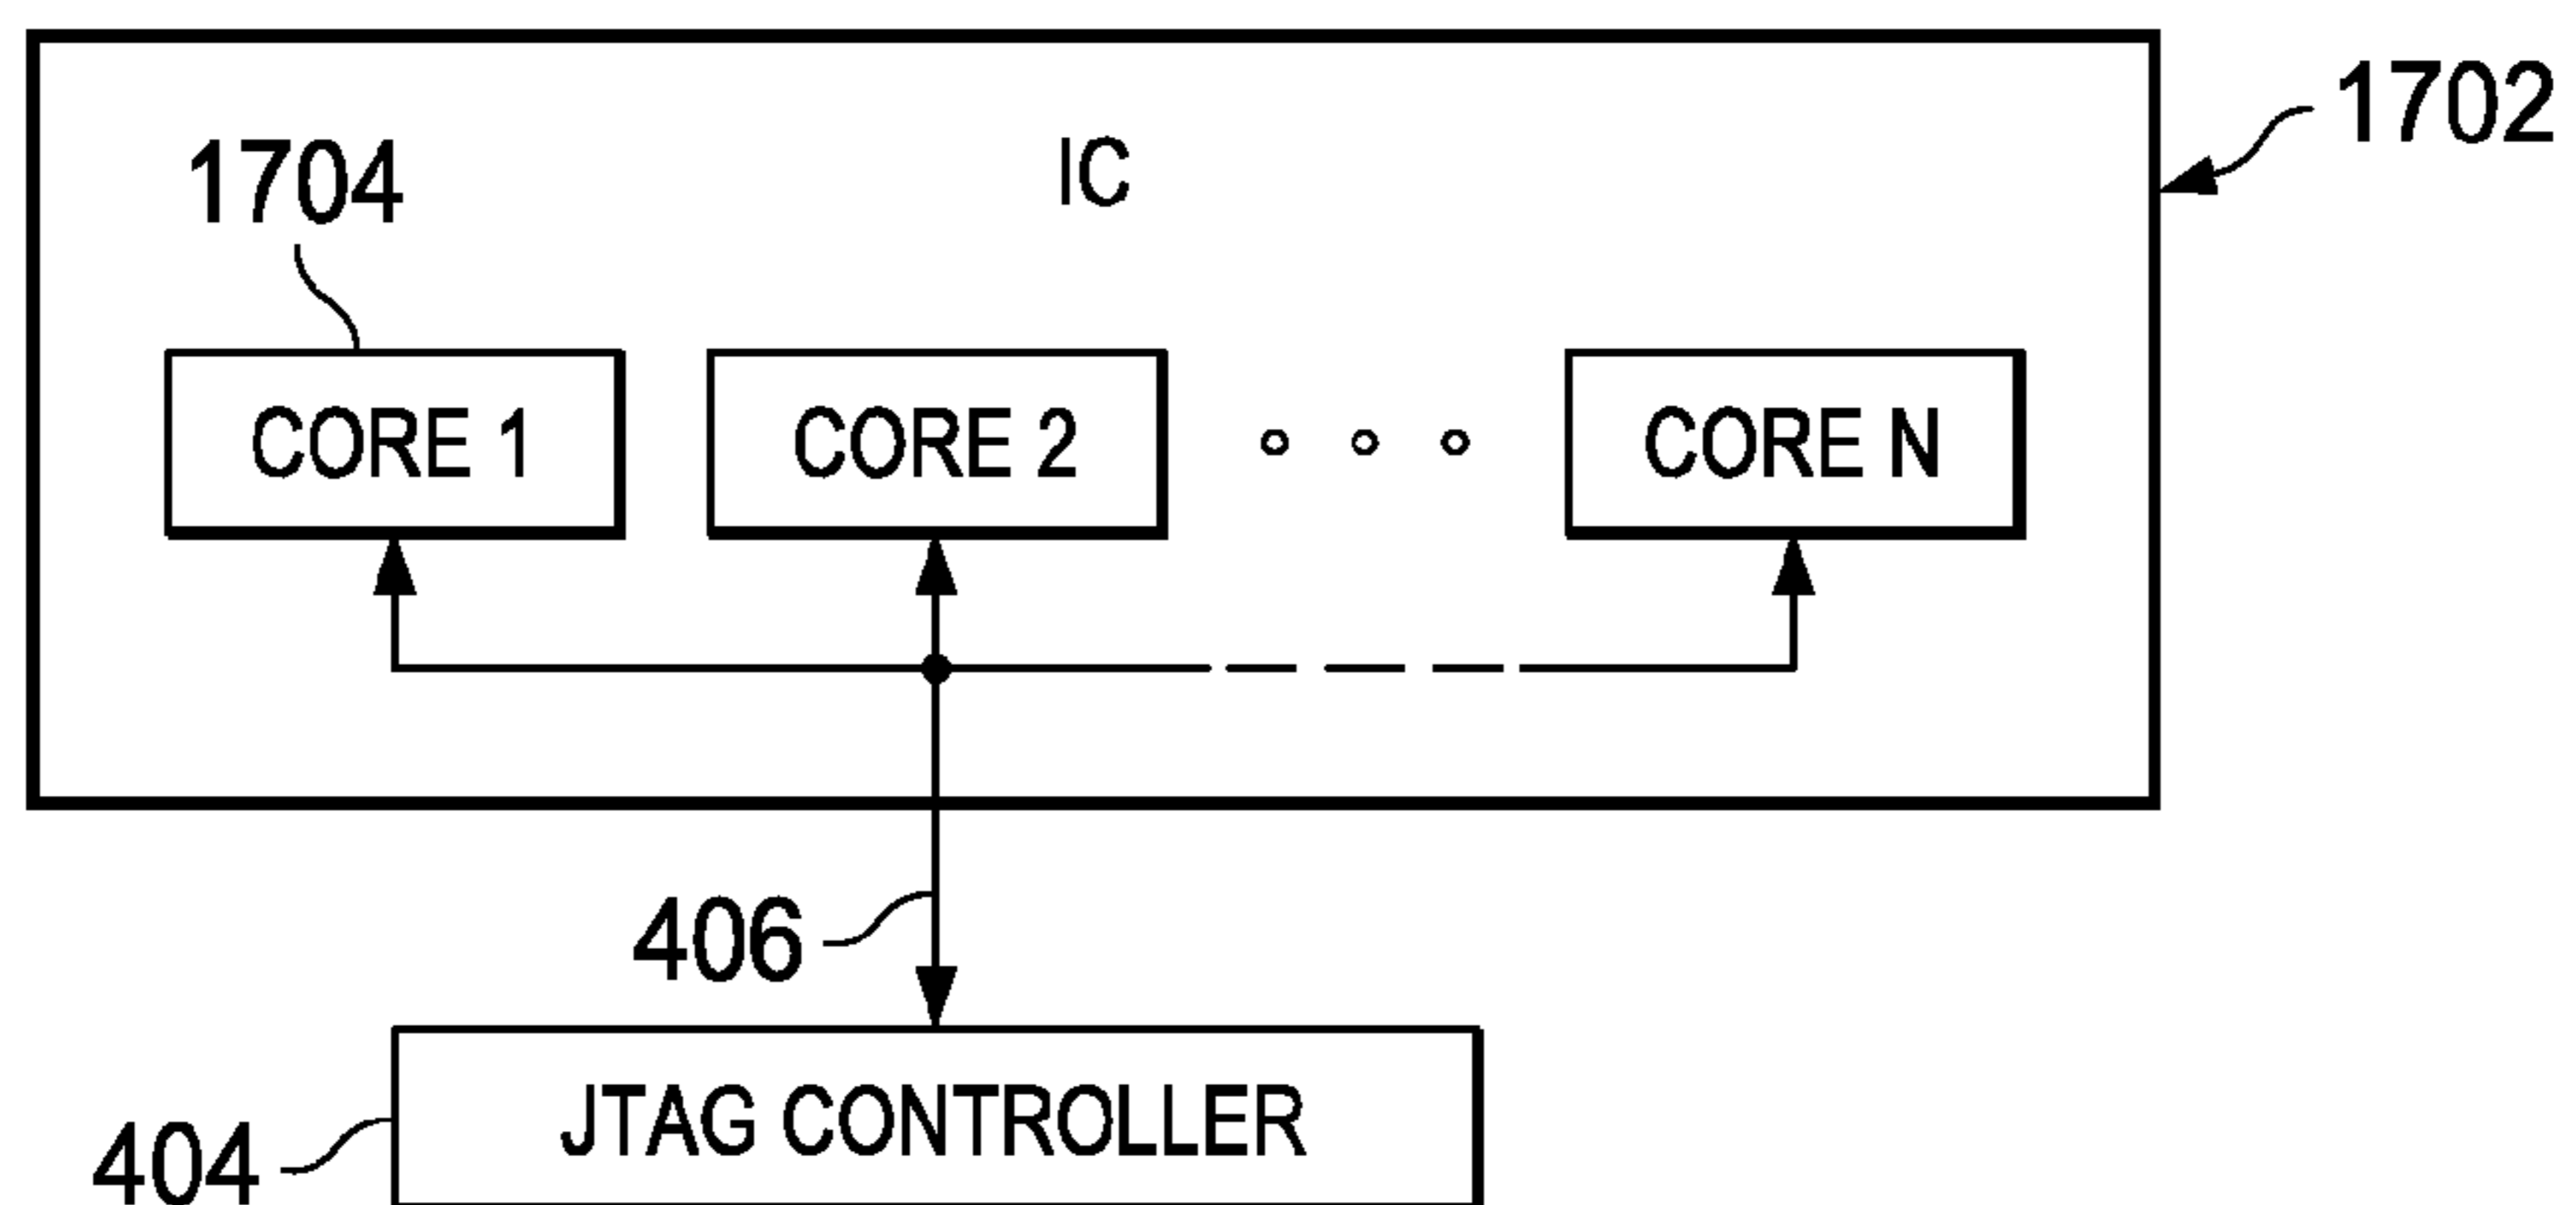 1702
IC
1704
CORE 1
CORE 2
CORE N
406
JTAG CONTROLLER
404